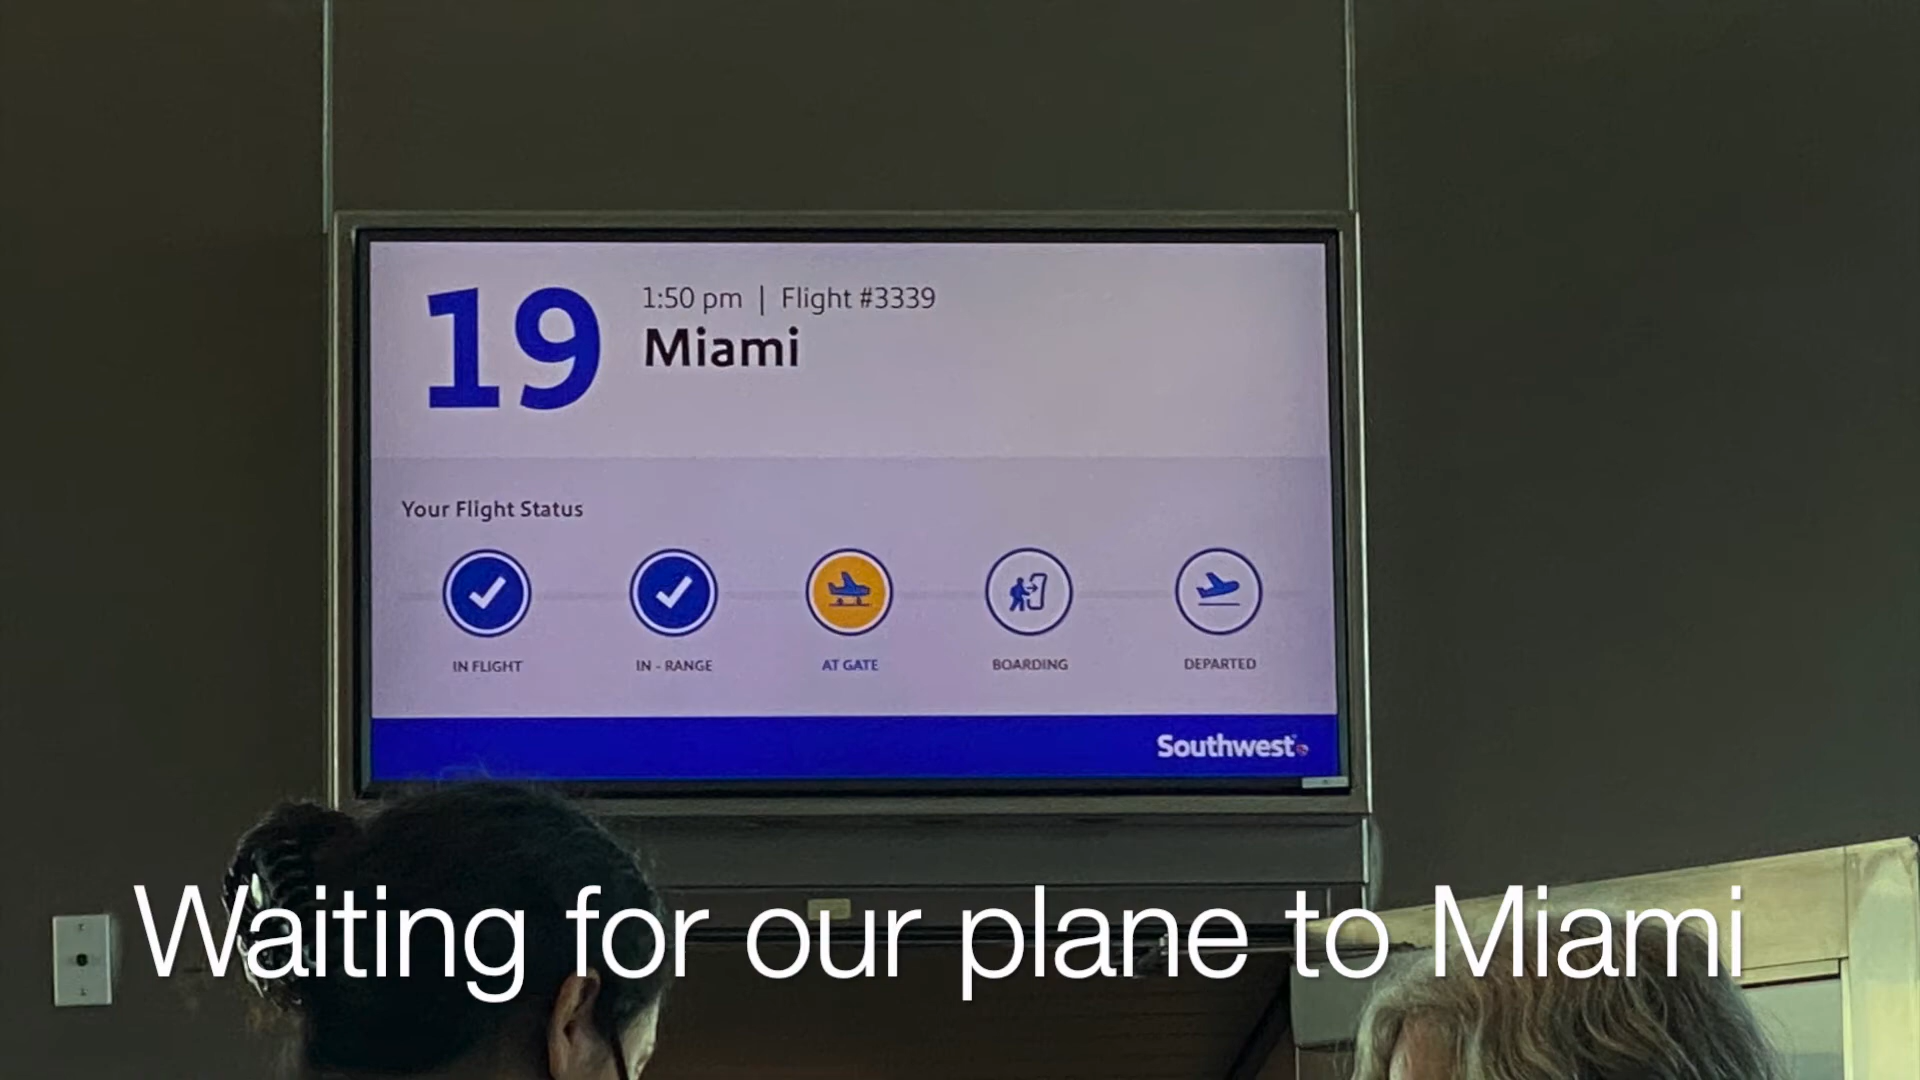 19
1:50 pm | Flight #3339
Miami
Your Flight Status
IN FLIGHT
IN - RANGE
AT GATE
BOARDING
DEPARTED
Southwest
Waiting for our plane to Miami